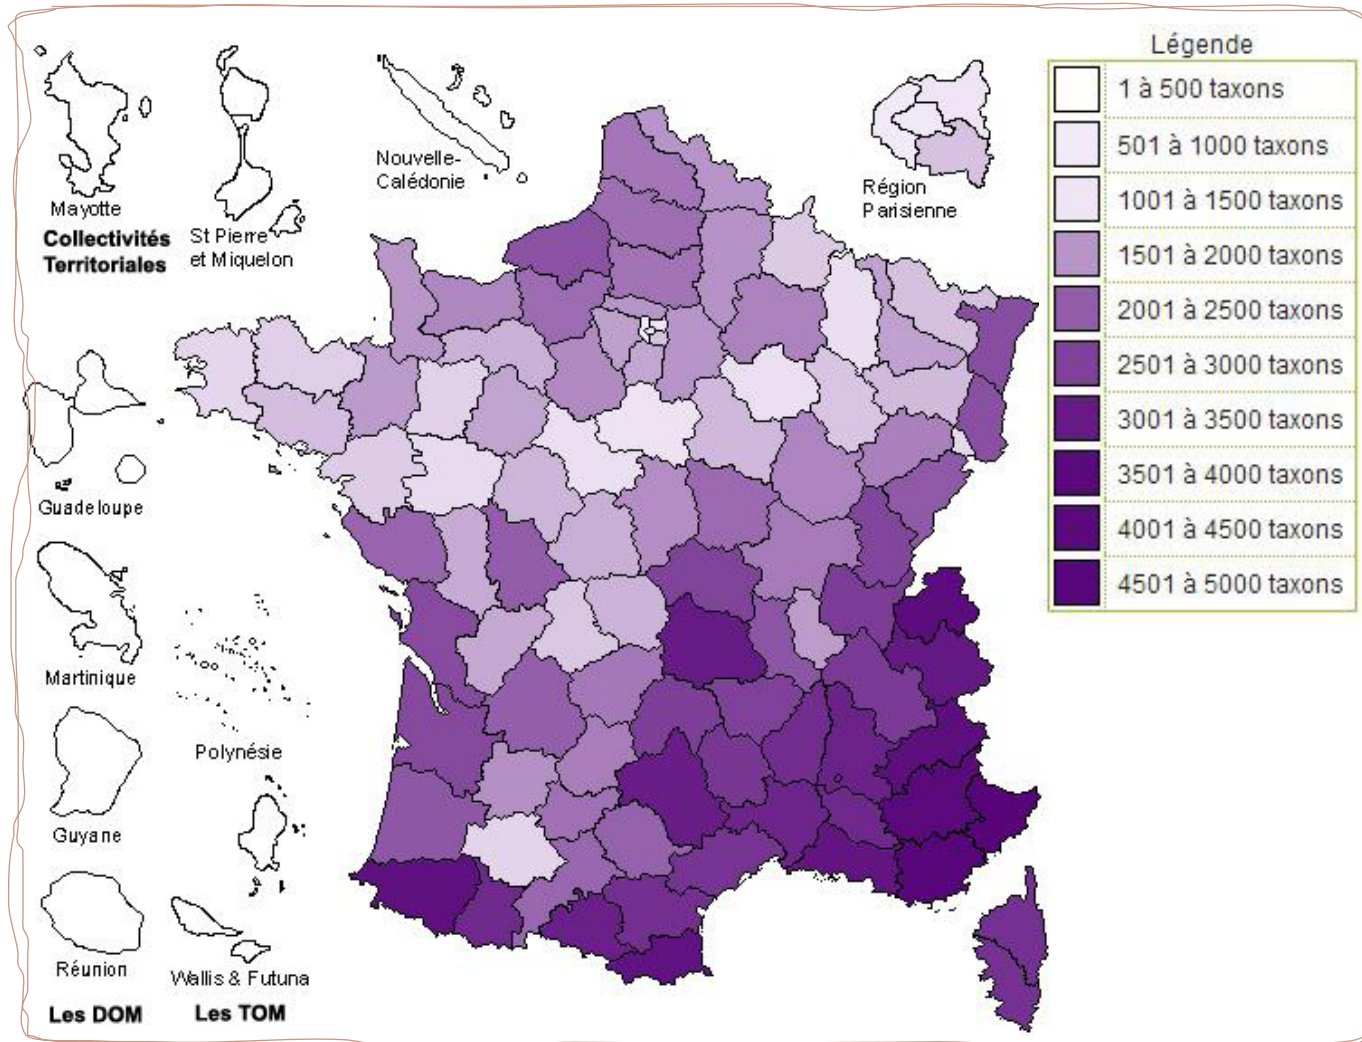 Légende
1 à 500 taxons
501 à 1000 taxons
1001 à 1500 taxons
1501 à 2000 taxons
2001 à 2500 taxons
2501 à 3000 taxons
3001 à 3500 taxons
3501 à 4000 taxons
4001 à 4500 taxons
4501 à 5000 taxons
Mayotte
Collectivités
Territoriales
St Pierre
et Miquelon
Nouvelle-
Calédonie
Région
Parisienne
Guadeloupe
Martinique
Polynésie
Guyane
Réunion
Wallis & Futuna
Les DOM
Les TOM